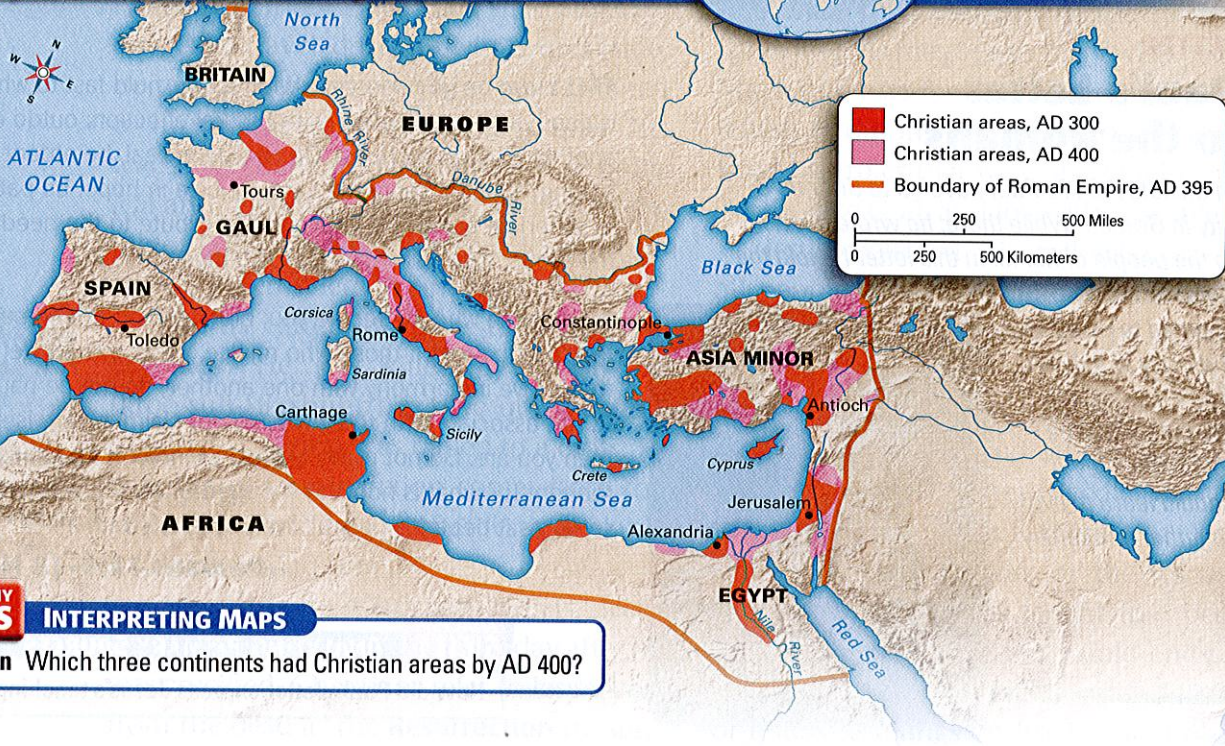 North
Sea
N
W
E
S
BRITAIN
Rhine River
EUROPE
ATLANTIC
OCEAN
Christian areas, AD 300
Christian areas, AD 400
Boundary of Roman Empire, AD 395
0 250 500 Miles
0 250 500 Kilometers
Tours
Danube
River
GAUL
Black Sea
SPAIN
Corsica
Constantinople
Rome
Toledo
ASIA MINOR
Sardinia
Carthage
Antioch
Sicily
Cyprus
Crete
Mediterranean Sea
Jerusalem
AFRICA
Alexandria
EGYPT
Nile
River
Red Sea
INTERPRETING MAPS
Which three continents had Christian areas by AD 400?